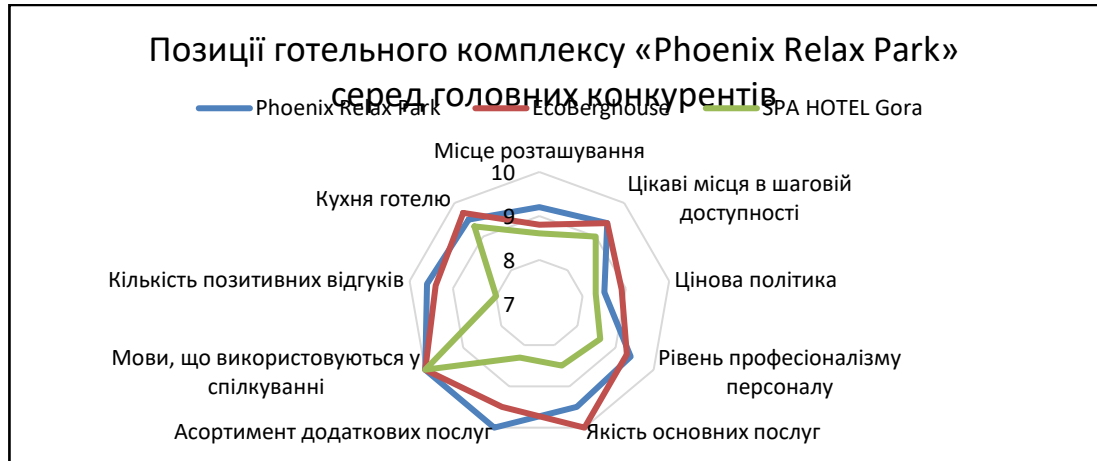 Позиції готельного комплексу «Phoenix Relax Park»
серед головних конкурентів
Phoenix Relax Park EcoBerghouse SPA HOTEL Gora
Місце розташування
10
Цікаві місця в шаговій
доступності
Кухня готелю
9
8
7
Кількість позитивних відгуків
Цінова політика
Мови, що використовуються у
спілкуванні
Рівень професіоналізму
персоналу
Асортимент додаткових послуг
Якість основних послуг